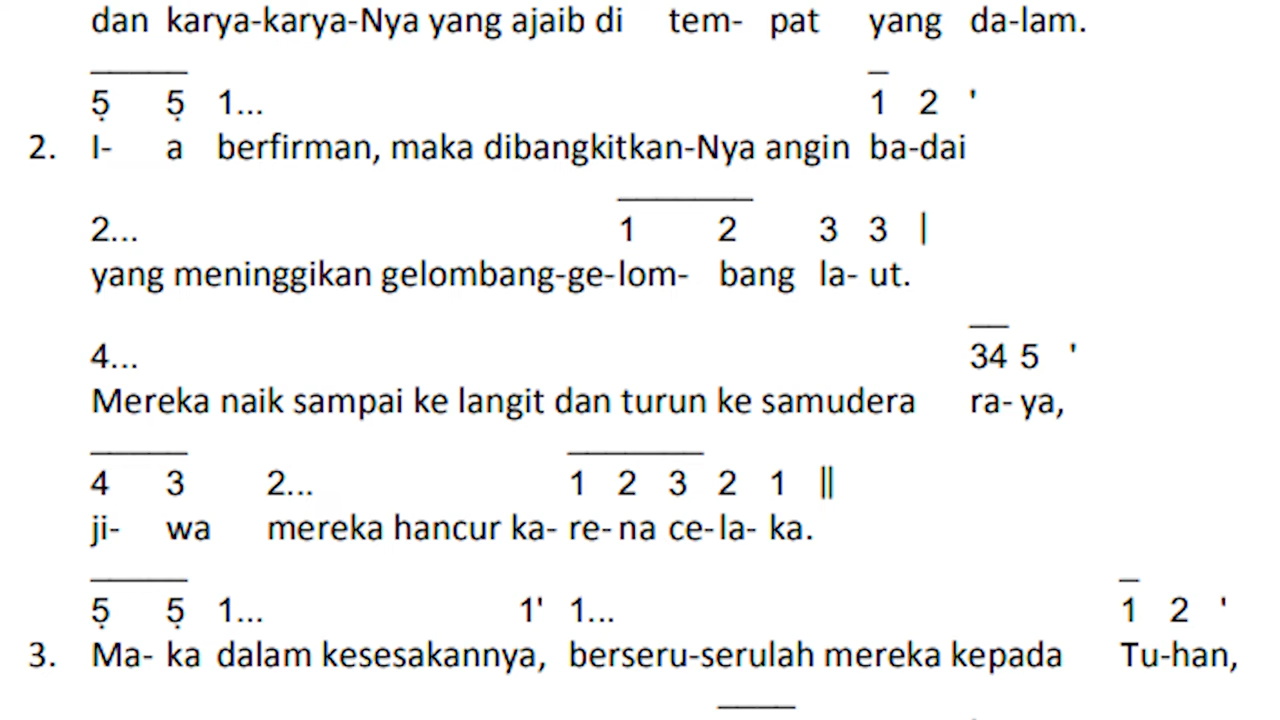 dan karya-karya-Nya yang ajaib di tem- pat yang da-lam.
5̣ 5̣ 1... 1 2 '
2. I- a berfirman, maka dibangkitkan-Nya angin ba-dai
2... 1 2 3 3 |
yang meninggikan gelombang-ge-lom- bang la- ut.
4... 34 5 '
Mereka naik sampai ke langit dan turun ke samudera ra- ya,
4 3 2... 1 2 3 2 1 ||
ji- wa mereka hancur ka- re- na ce-la- ka.
5̣ 5̣ 1... 1' 1... 1 2 '
3. Ma- ka dalam kesesakannya, berseru-serulah mereka kepada Tu-han,